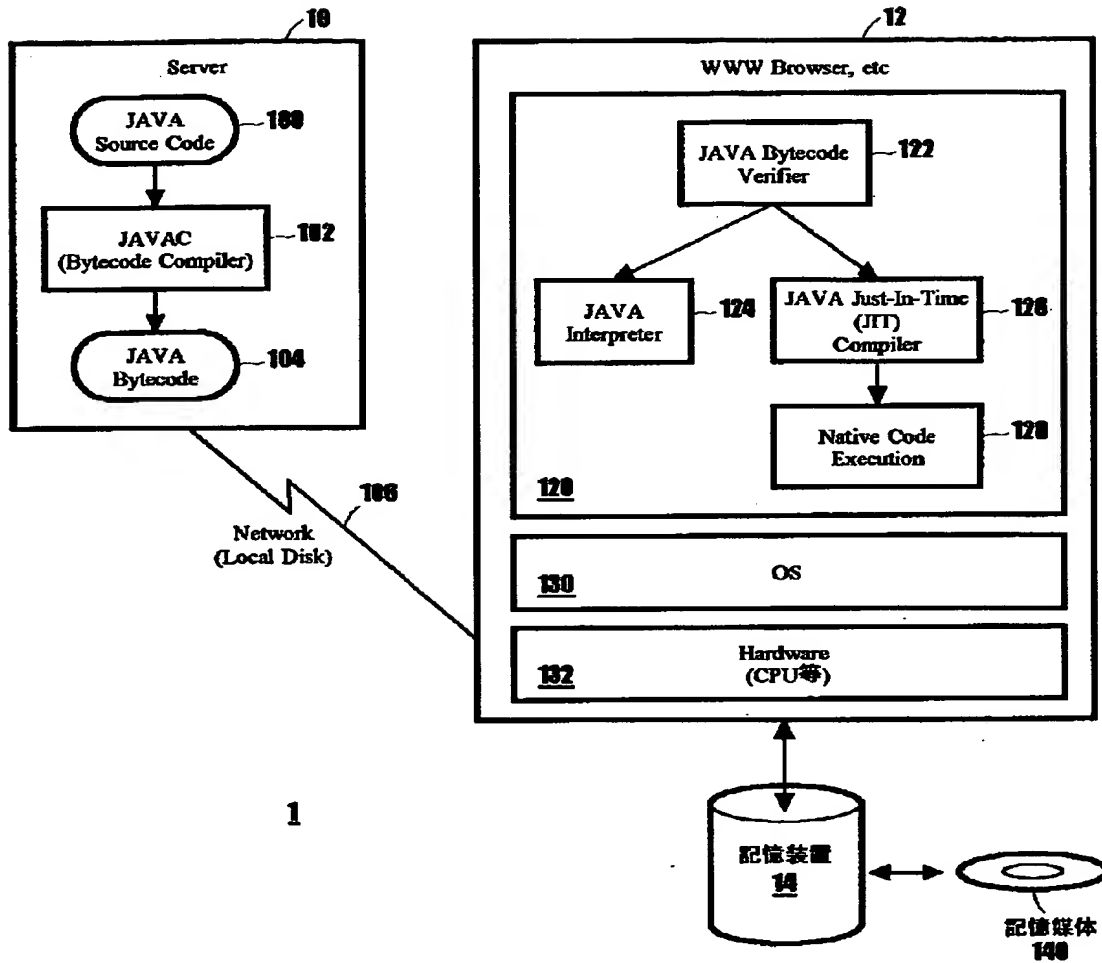 10
Server
JAVA
Source Code
100
JAVAC
(Bytecode Compiler)
102
JAVA
Bytecode
104
106
Network
(Local Disk)
12
WWW Browser, etc
JAVA Bytecode
Verifier
122
JAVA
Interpreter
124
JAVA Just-In-Time
(JIT)
Compiler
126
Native Code
Execution
128
120
OS
130
Hardware
(CPU等)
132
1
記憶装置
14
記憶媒体
140